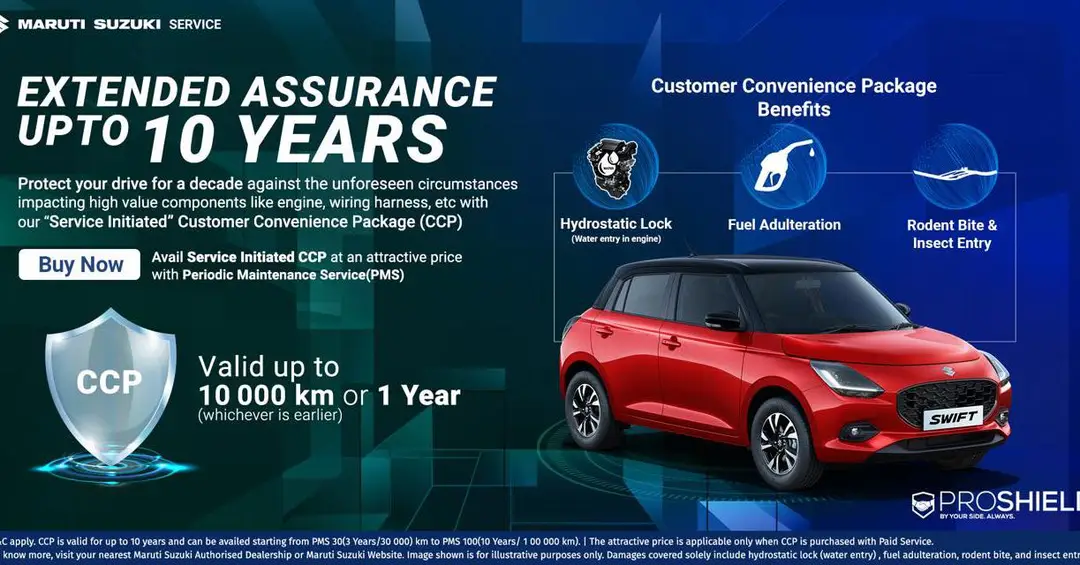 MARUTI SUZUKI SERVICE
EXTENDED ASSURANCE
UPTO 10 YEARS
Protect your drive for a decade against the unforeseen circumstances
impacting high value components like engine, wiring harness, etc with
our “Service Initiated” Customer Convenience Package (CCP)
Buy Now
Avail Service Initiated CCP at an attractive price
with Periodic Maintenance Service(PMS)
CCP
Valid up to
10 000 km or 1 Year
(whichever is earlier)
Customer Convenience Package
Benefits
WATER
Hydrostatic Lock
(Water entry in engine)
Fuel Adulteration
Rodent Bite &
Insect Entry
SWIFT
PROSHIEL
BY YOUR SIDE. ALWAYS.
&C apply. CCP is valid for up to 10 years and can be availed starting from PMS 30(3 Years/30 000) km to PMS 100(10 Years/ 1 00 000 km). | The attractive price is applicable only when CCP is purchased with Paid Service.
know more, visit your nearest Maruti Suzuki Authorised Dealership or Maruti Suzuki Website. Image shown is for illustrative purposes only. Damages covered solely include hydrostatic lock (water entry) , fuel adulteration, rodent bite, and insect entr